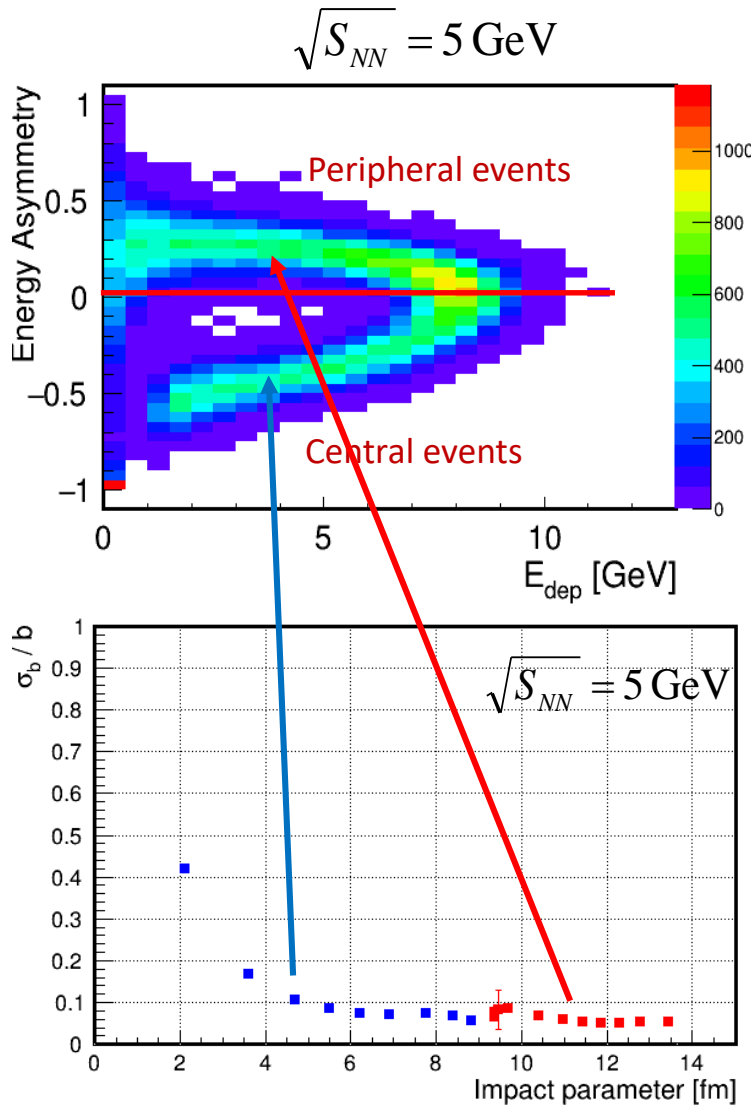 √S_NN = 5 GeV
Energy Asymmetry
1
0.5
0
−0.5
−1
Peripheral events
Central events
1000
800
600
400
200
0
0 5 10
E_dep [GeV]
σ_b / b
1
0.9
0.8
0.7
0.6
0.5
0.4
0.3
0.2
0.1
0
√S_NN = 5 GeV
0 2 4 6 8 10 12 14
Impact parameter [fm]